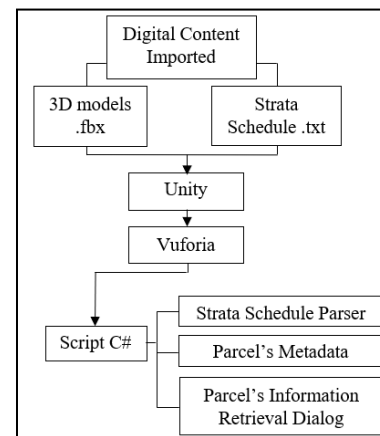 Digital Content
Imported
3D models
.fbx
Strata
Schedule .txt
Unity
Vuforia
Script C#
Strata Schedule Parser
Parcel's Metadata
Parcel's Information
Retrieval Dialog